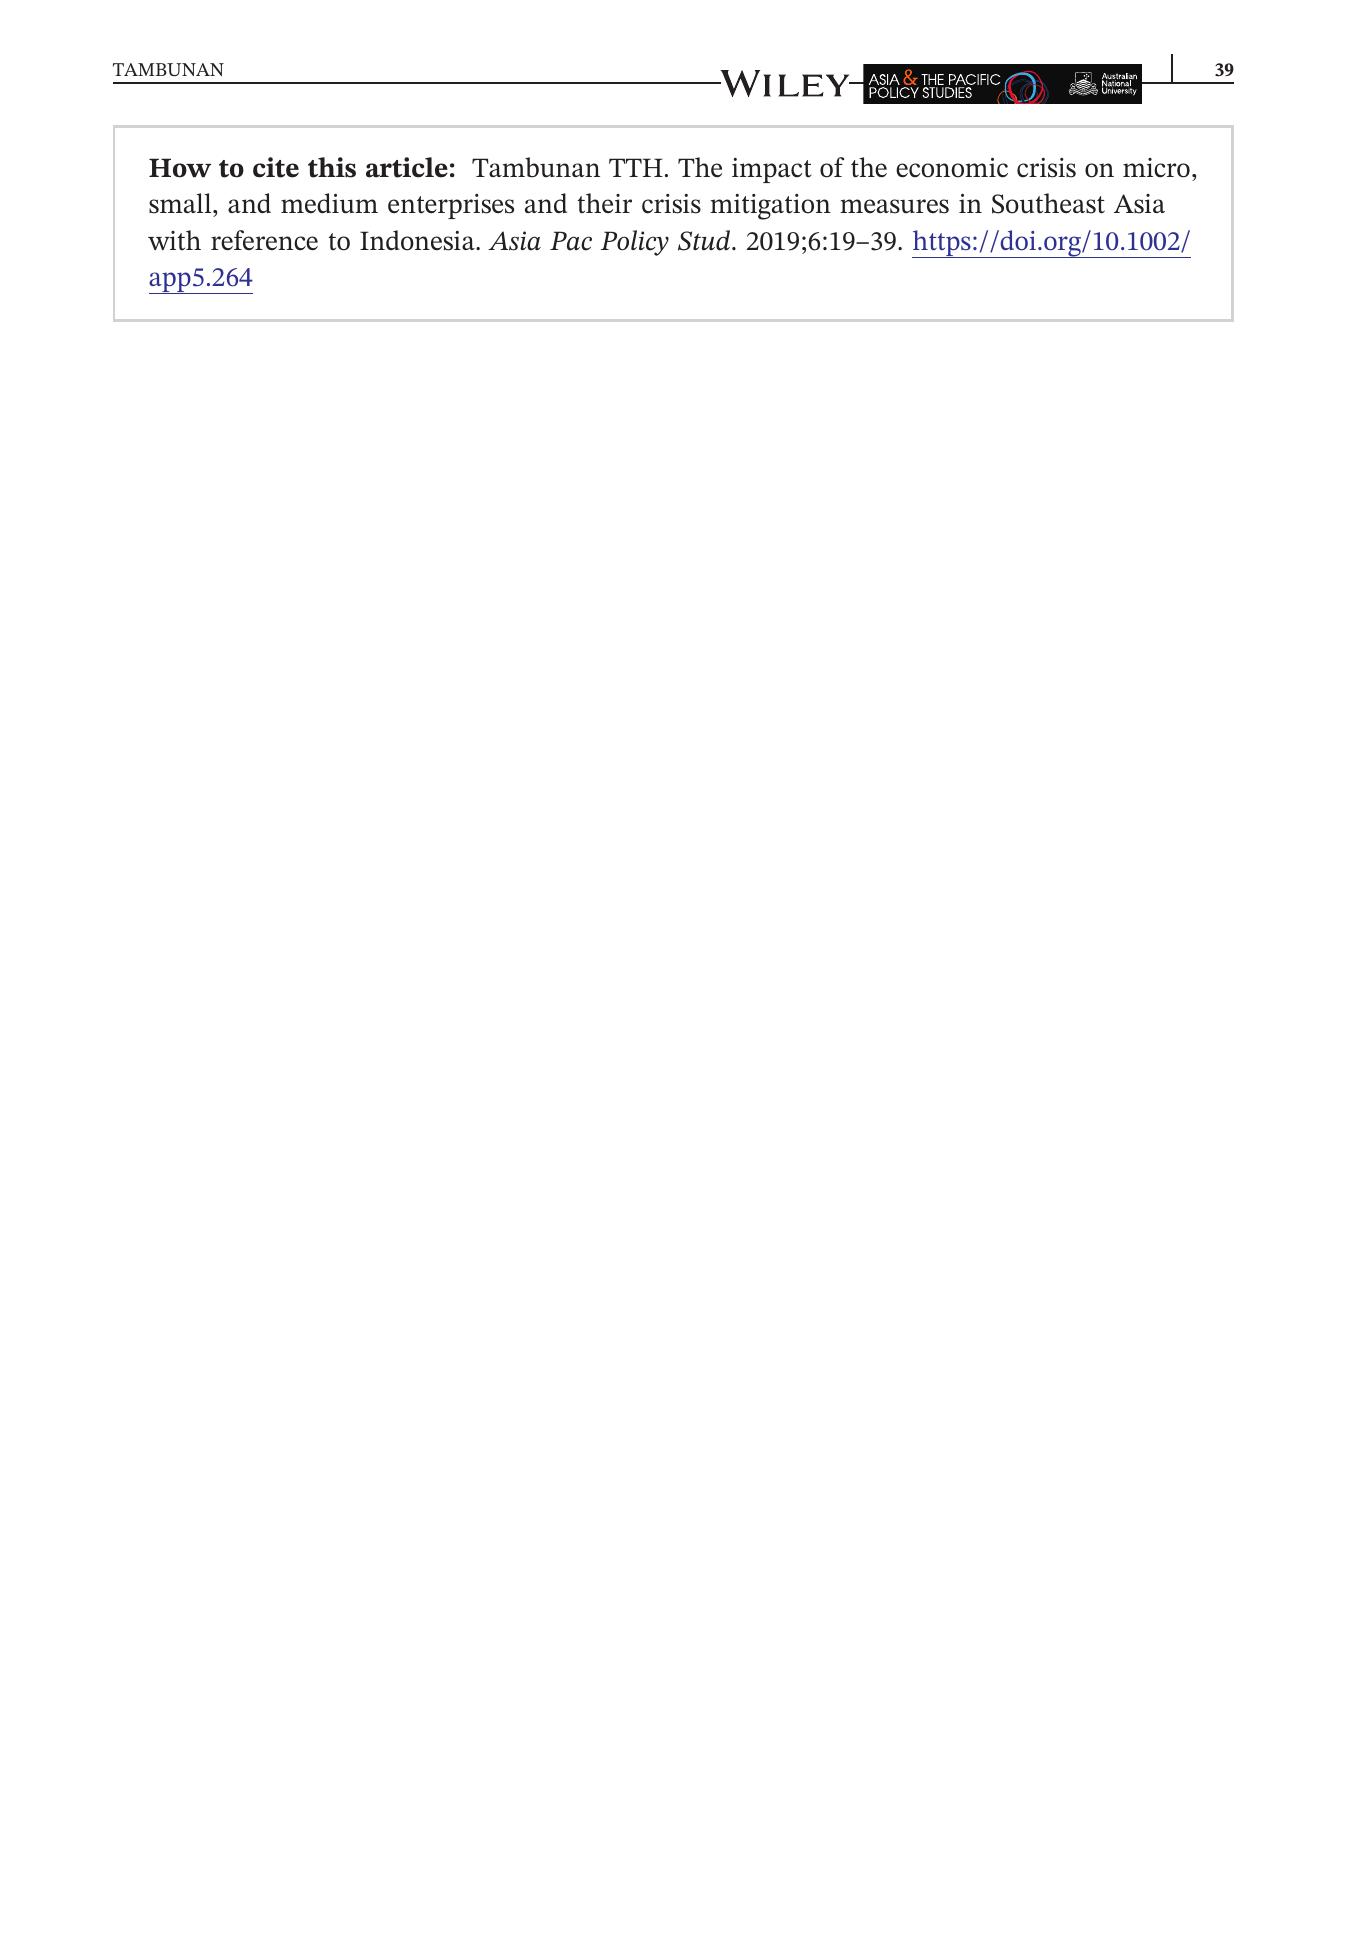 TAMBUNAN
WILEY
ASIA & THE PACIFIC
POLICY STUDIES
Australian
National
University
39
How to cite this article: Tambunan TTH. The impact of the economic crisis on micro,
small, and medium enterprises and their crisis mitigation measures in Southeast Asia
with reference to Indonesia. Asia Pac Policy Stud. 2019;6:19–39. https://doi.org/10.1002/
app5.264